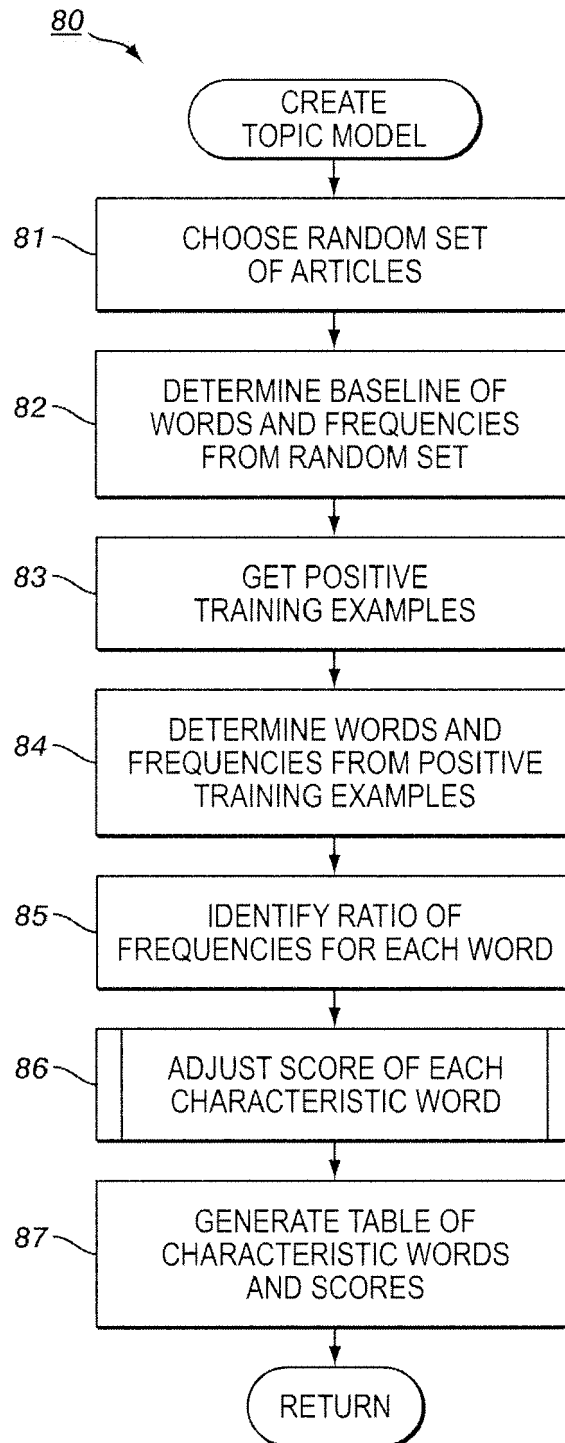 80
CREATE
TOPIC MODEL
81
CHOOSE RANDOM SET
OF ARTICLES
82
DETERMINE BASELINE OF
WORDS AND FREQUENCIES
FROM RANDOM SET
83
GET POSITIVE
TRAINING EXAMPLES
84
DETERMINE WORDS AND
FREQUENCIES FROM POSITIVE
TRAINING EXAMPLES
85
IDENTIFY RATIO OF
FREQUENCIES FOR EACH WORD
86
ADJUST SCORE OF EACH
CHARACTERISTIC WORD
87
GENERATE TABLE OF
CHARACTERISTIC WORDS
AND SCORES
RETURN